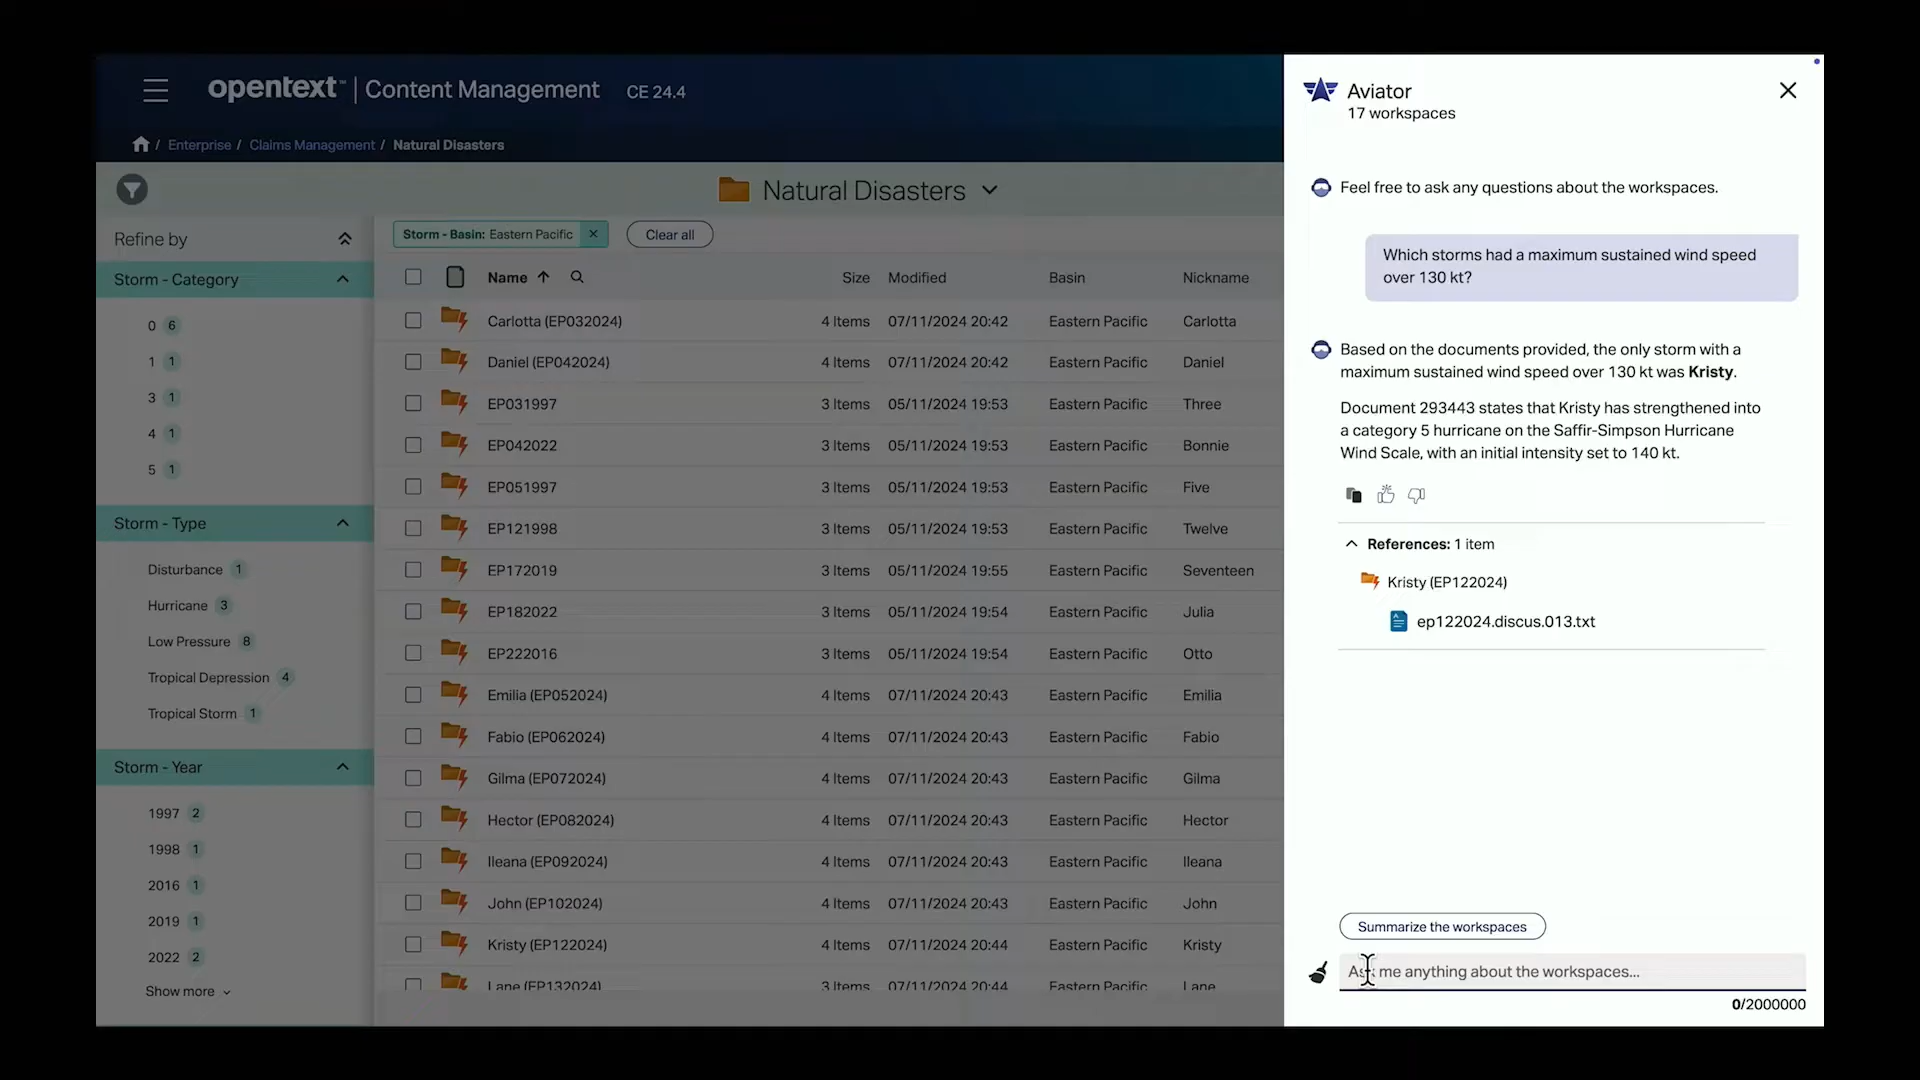 opentext™ | Content Management CE 24.4
/ Enterprise / Claims Management / Natural Disasters
Natural Disasters
Refine by
Storm - Category
0 6
1 1
3 1
4 1
5 1
Storm - Type
Disturbance 1
Hurricane 3
Low Pressure 8
Tropical Depression 4
Tropical Storm 1
Storm - Year
1997 2
1998 1
2016 1
2019 1
2022 2
Show more
Storm - Basin: Eastern Pacific Clear all
Name Size Modified Basin Nickname
Carlotta (EP032024) 4 Items 07/11/2024 20:42 Eastern Pacific Carlotta
Daniel (EP042024) 4 Items 07/11/2024 20:42 Eastern Pacific Daniel
EP031997 3 Items 05/11/2024 19:53 Eastern Pacific Three
EP042022 3 Items 05/11/2024 19:53 Eastern Pacific Bonnie
EP051997 3 Items 05/11/2024 19:53 Eastern Pacific Five
EP121998 3 Items 05/11/2024 19:53 Eastern Pacific Twelve
EP172019 3 Items 05/11/2024 19:55 Eastern Pacific Seventeen
EP182022 3 Items 05/11/2024 19:54 Eastern Pacific Julia
EP222016 3 Items 05/11/2024 19:54 Eastern Pacific Otto
Emilia (EP052024) 4 Items 07/11/2024 20:43 Eastern Pacific Emilia
Fabio (EP062024) 4 Items 07/11/2024 20:43 Eastern Pacific Fabio
Gilma (EP072024) 4 Items 07/11/2024 20:43 Eastern Pacific Gilma
Hector (EP082024) 4 Items 07/11/2024 20:43 Eastern Pacific Hector
Ileana (EP092024) 4 Items 07/11/2024 20:43 Eastern Pacific Ileana
John (EP102024) 4 Items 07/11/2024 20:43 Eastern Pacific John
Kristy (EP122024) 4 Items 07/11/2024 20:44 Eastern Pacific Kristy
Lane (EP132024) 3 Items 07/11/2024 20:44 Eastern Pacific Lane
Aviator
17 workspaces
Feel free to ask any questions about the workspaces.
Which storms had a maximum sustained wind speed
over 130 kt?
Based on the documents provided, the only storm with a
maximum sustained wind speed over 130 kt was Kristy.
Document 293443 states that Kristy has strengthened into
a category 5 hurricane on the Saffir-Simpson Hurricane
Wind Scale, with an initial intensity set to 140 kt.
References: 1 item
Kristy (EP122024)
ep122024.discus.013.txt
Summarize the workspaces
Ask me anything about the workspaces...
0/2000000